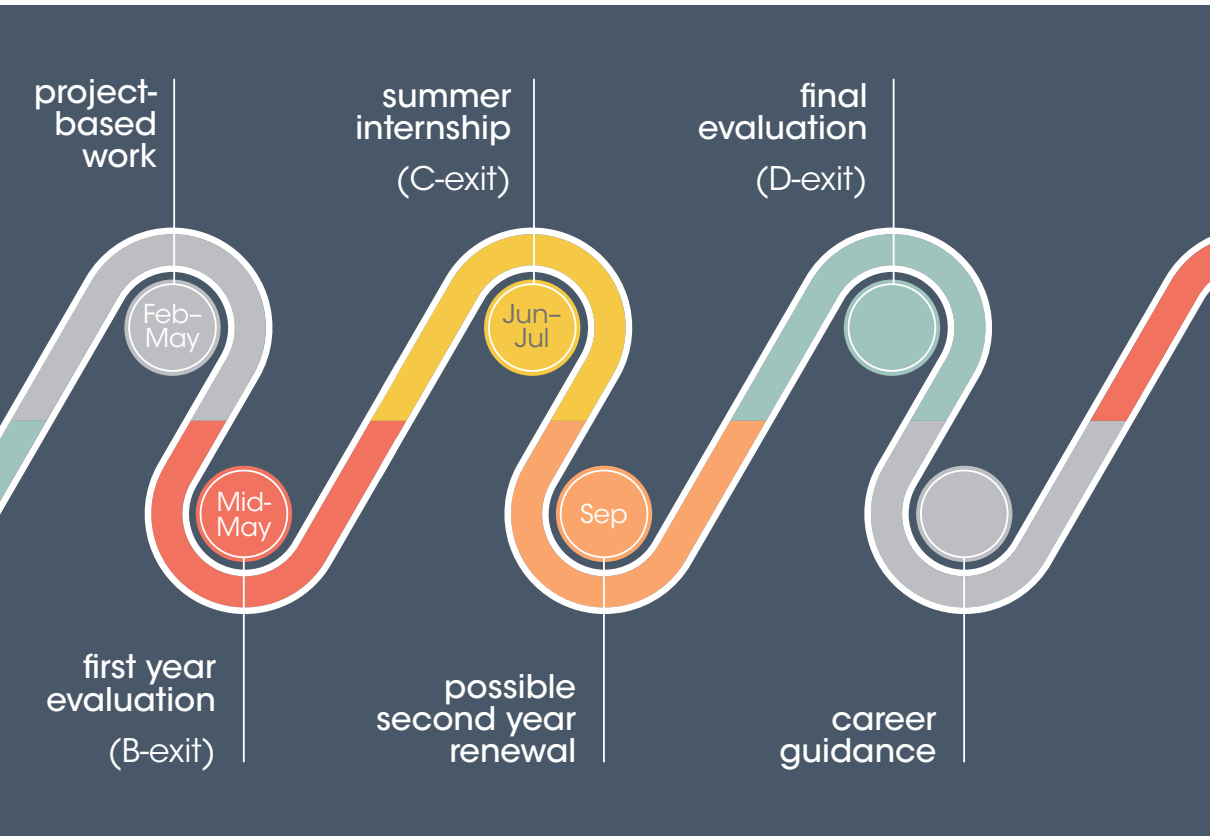 project-
based
work
Feb–
May
Mid-
May
first year
evaluation
(B-exit)
summer
internship
(C-exit)
Jun–
Jul
Sep
possible
second year
renewal
final
evaluation
(D-exit)
career
guidance